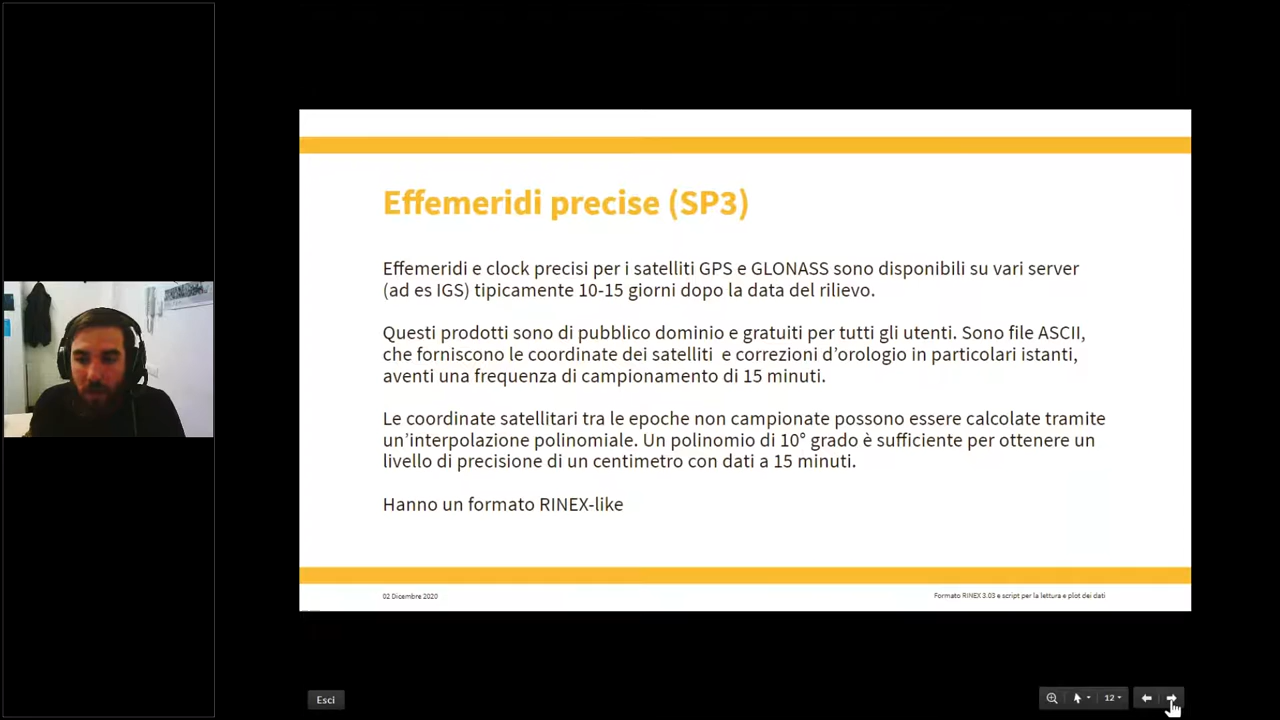 Effemeridi precise (SP3)
Effemeridi e clock precisi per i satelliti GPS e GLONASS sono disponibili su vari server
(ad es IGS) tipicamente 10-15 giorni dopo la data del rilievo.
Questi prodotti sono di pubblico dominio e gratuiti per tutti gli utenti. Sono file ASCII,
che forniscono le coordinate dei satelliti e correzioni d’orologio in particolari istanti,
aventi una frequenza di campionamento di 15 minuti.
Le coordinate satellitari tra le epoche non campionate possono essere calcolate tramite
un’interpolazione polinomiale. Un polinomio di 10° grado è sufficiente per ottenere un
livello di precisione di un centimetro con dati a 15 minuti.
Hanno un formato RINEX-like
02 Dicembre 2020
Formato RINEX 3.03 e script per la lettura e plot dei dati
Esci
12